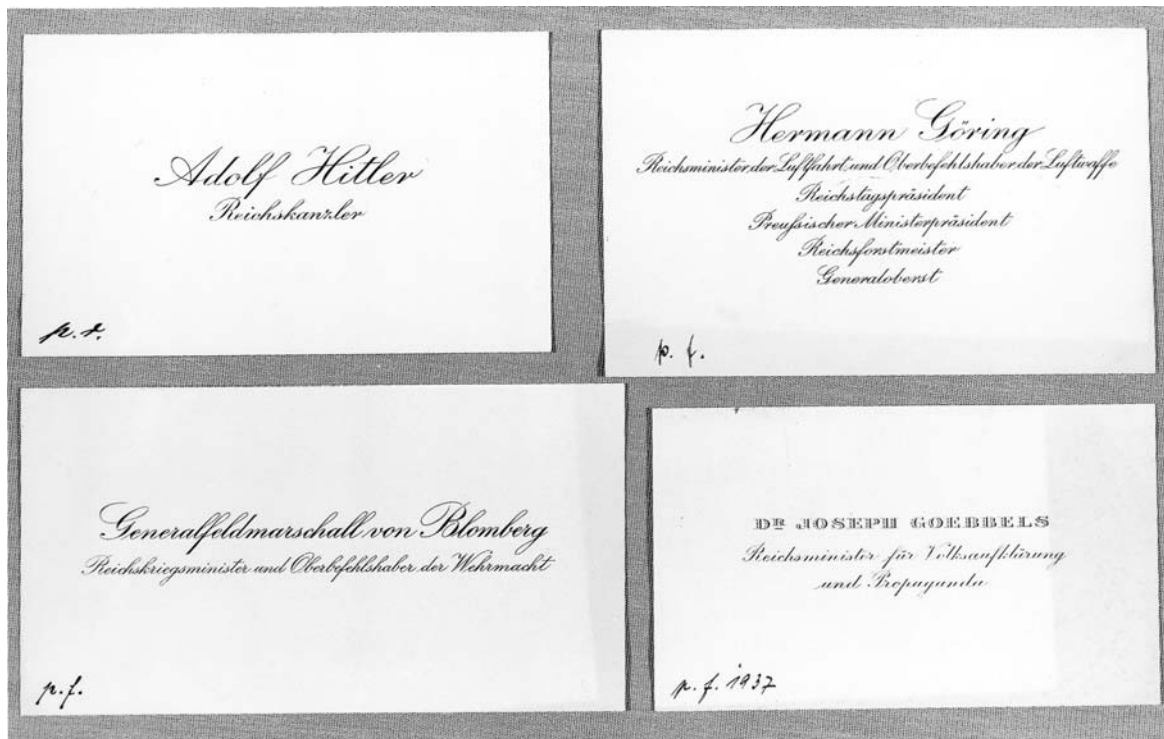 Adolf Hitler
Reichskanzler
p. r.
Hermann Göring
Reichsminister der Luftfahrt und Oberbefehlshaber der Luftwaffe
Reichstagspräsident
Preußischer Ministerpräsident
Reichsforstmeister
Generaloberst
p. f.
Generalfeldmarschall von Blomberg
Reichskriegsminister und Oberbefehlshaber der Wehrmacht
p. f.
DR JOSEPH GOEBBELS
Reichsminister für Volksaufklärung
und Propaganda
p. f. 1937